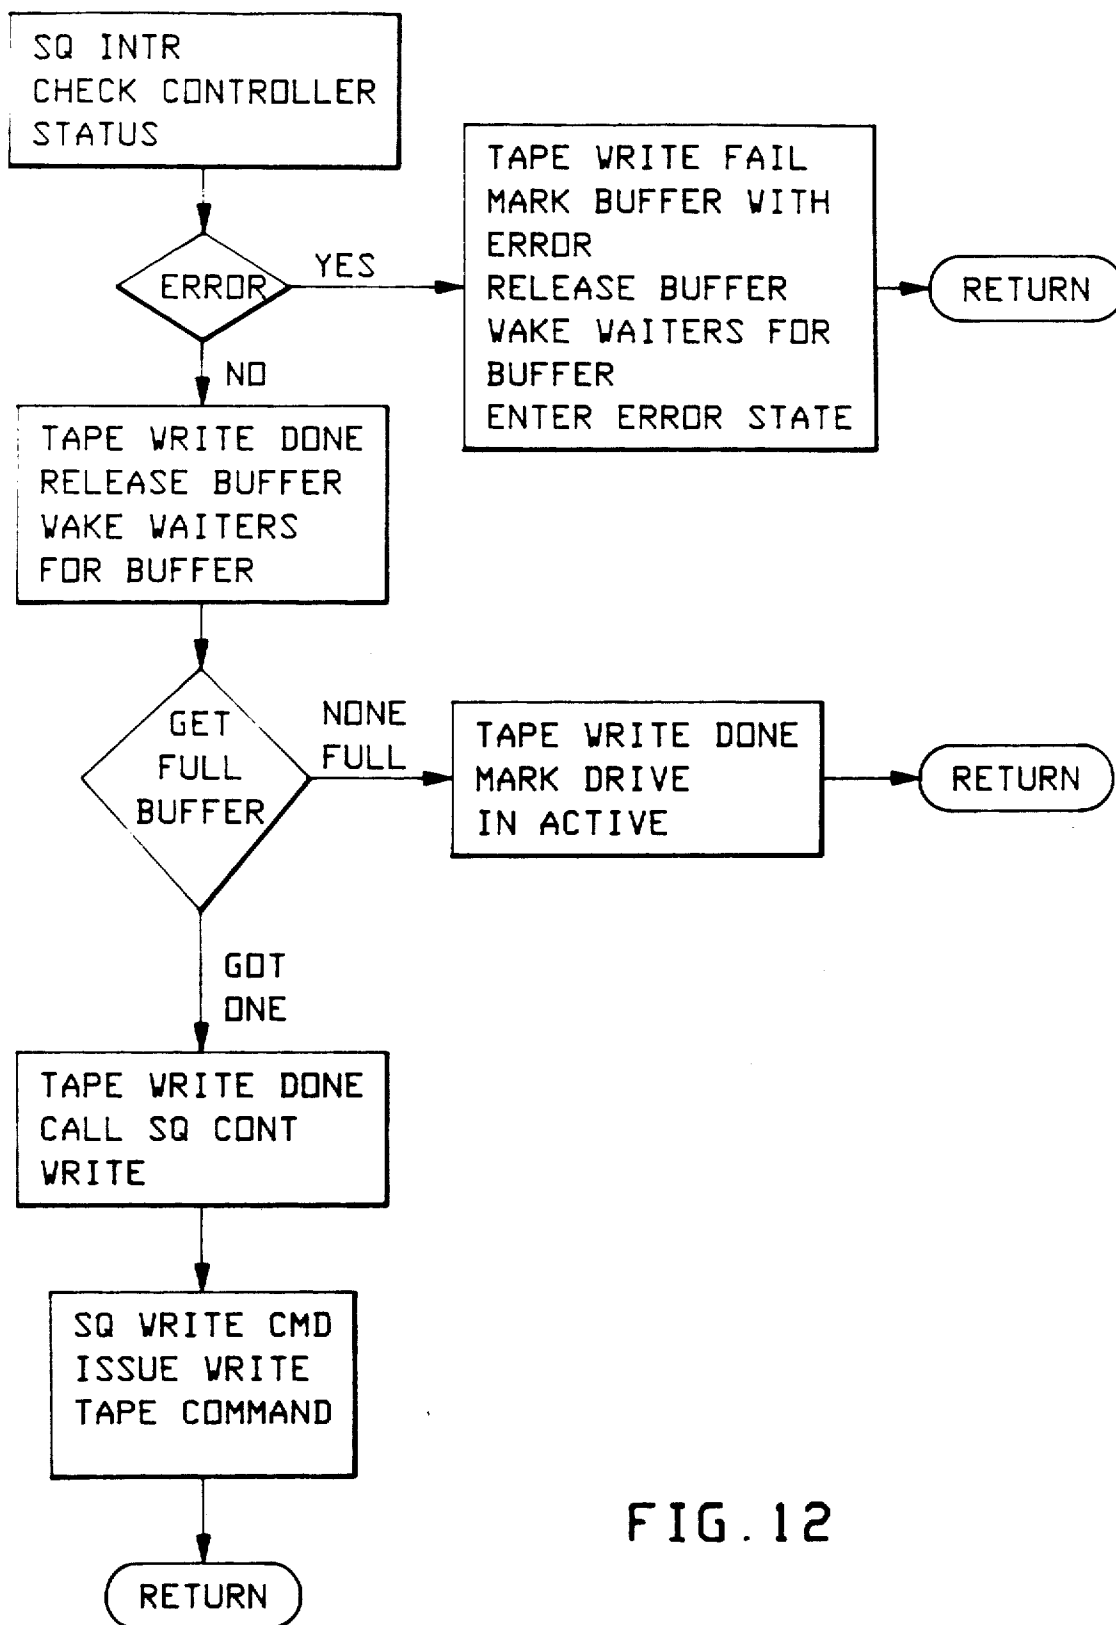 SQ INTR
CHECK CONTROLLER
STATUS
ERROR
YES
TAPE WRITE FAIL
MARK BUFFER WITH
ERROR
RELEASE BUFFER
WAKE WAITERS FOR
BUFFER
ENTER ERROR STATE
RETURN
NO
TAPE WRITE DONE
RELEASE BUFFER
WAKE WAITERS
FOR BUFFER
GET
FULL
BUFFER
NONE
FULL
TAPE WRITE DONE
MARK DRIVE
IN ACTIVE
RETURN
GOT
ONE
TAPE WRITE DONE
CALL SQ CONT
WRITE
SQ WRITE CMD
ISSUE WRITE
TAPE COMMAND
RETURN
FIG.12